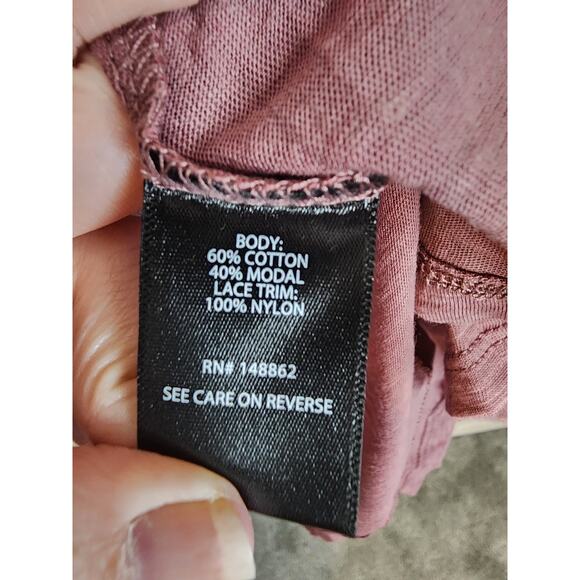 BODY:
60% COTTON
40% MODAL
LACE TRIM:
100% NYLON
RN# 148862
SEE CARE ON REVERSE